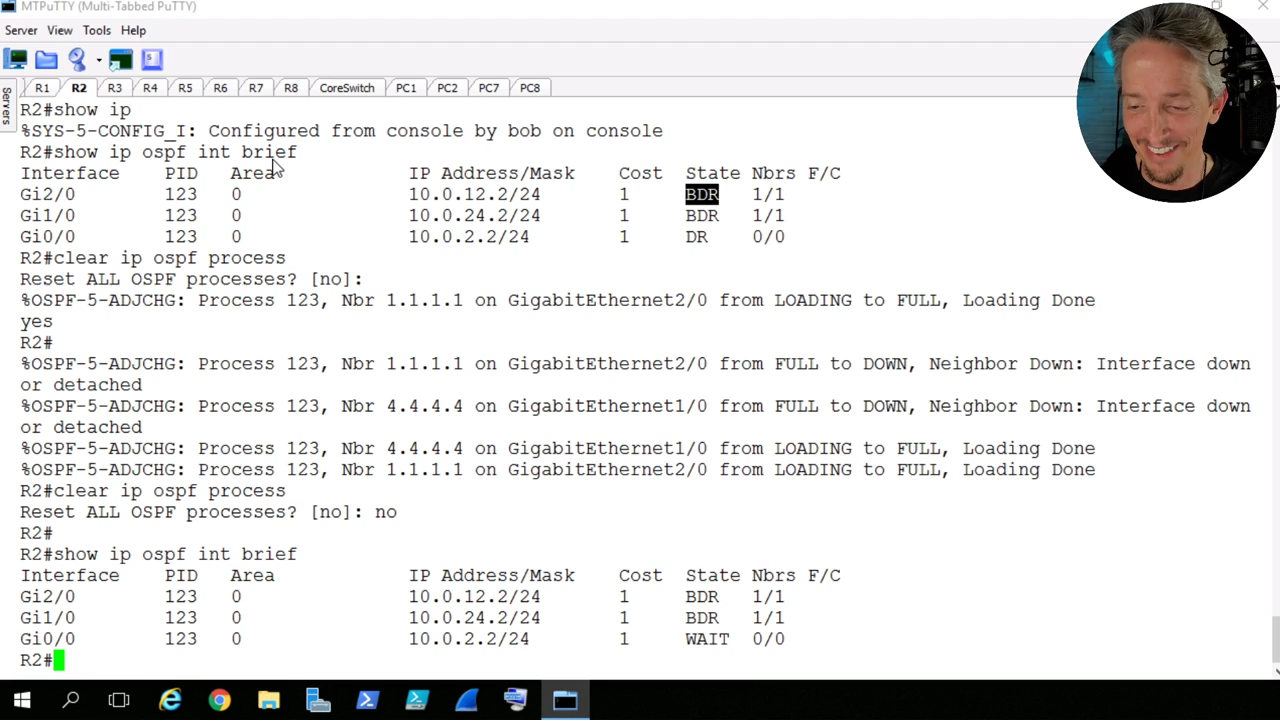 MTPuTTY (Multi-Tabbed PuTTY)
Server View Tools Help
R1 R2 R3 R4 R5 R6 R7 R8 CoreSwitch PC1 PC2 PC7 PC8
Servers
R2#show ip
%SYS-5-CONFIG_I: Configured from console by bob on console
R2#show ip ospf int brief
Interface PID Area IP Address/Mask Cost State Nbrs F/C
Gi2/0 123 0 10.0.12.2/24 1 BDR 1/1
Gi1/0 123 0 10.0.24.2/24 1 BDR 1/1
Gi0/0 123 0 10.0.2.2/24 1 DR 0/0
R2#clear ip ospf process
Reset ALL OSPF processes? [no]:
%OSPF-5-ADJCHG: Process 123, Nbr 1.1.1.1 on GigabitEthernet2/0 from LOADING to FULL, Loading Done
yes
R2#
%OSPF-5-ADJCHG: Process 123, Nbr 1.1.1.1 on GigabitEthernet2/0 from FULL to DOWN, Neighbor Down: Interface down
or detached
%OSPF-5-ADJCHG: Process 123, Nbr 4.4.4.4 on GigabitEthernet1/0 from FULL to DOWN, Neighbor Down: Interface down
or detached
%OSPF-5-ADJCHG: Process 123, Nbr 4.4.4.4 on GigabitEthernet1/0 from LOADING to FULL, Loading Done
%OSPF-5-ADJCHG: Process 123, Nbr 1.1.1.1 on GigabitEthernet2/0 from LOADING to FULL, Loading Done
R2#clear ip ospf process
Reset ALL OSPF processes? [no]: no
R2#
R2#show ip ospf int brief
Interface PID Area IP Address/Mask Cost State Nbrs F/C
Gi2/0 123 0 10.0.12.2/24 1 BDR 1/1
Gi1/0 123 0 10.0.24.2/24 1 BDR 1/1
Gi0/0 123 0 10.0.2.2/24 1 WAIT 0/0
R2#